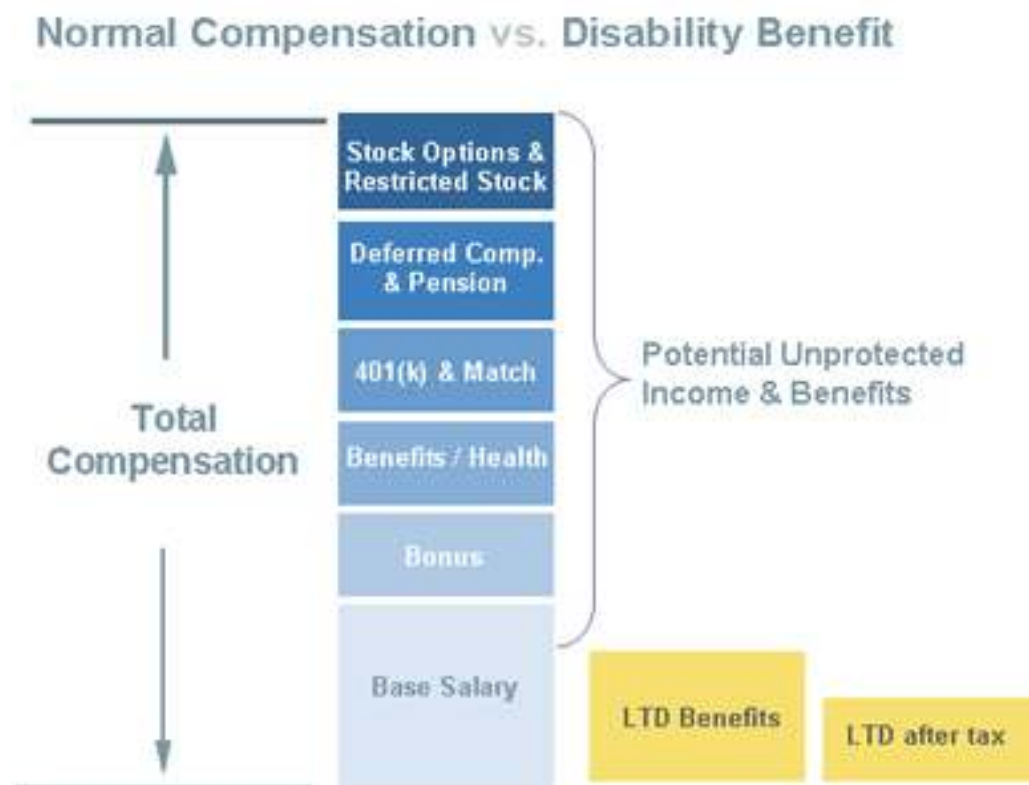 Normal Compensation vs. Disability Benefit
Stock Options &
Restricted Stock
Deferred Comp.
& Pension
401(k) & Match
Benefits / Health
Bonus
Base Salary
Total
Compensation
Potential Unprotected
Income & Benefits
LTD Benefits
LTD after tax